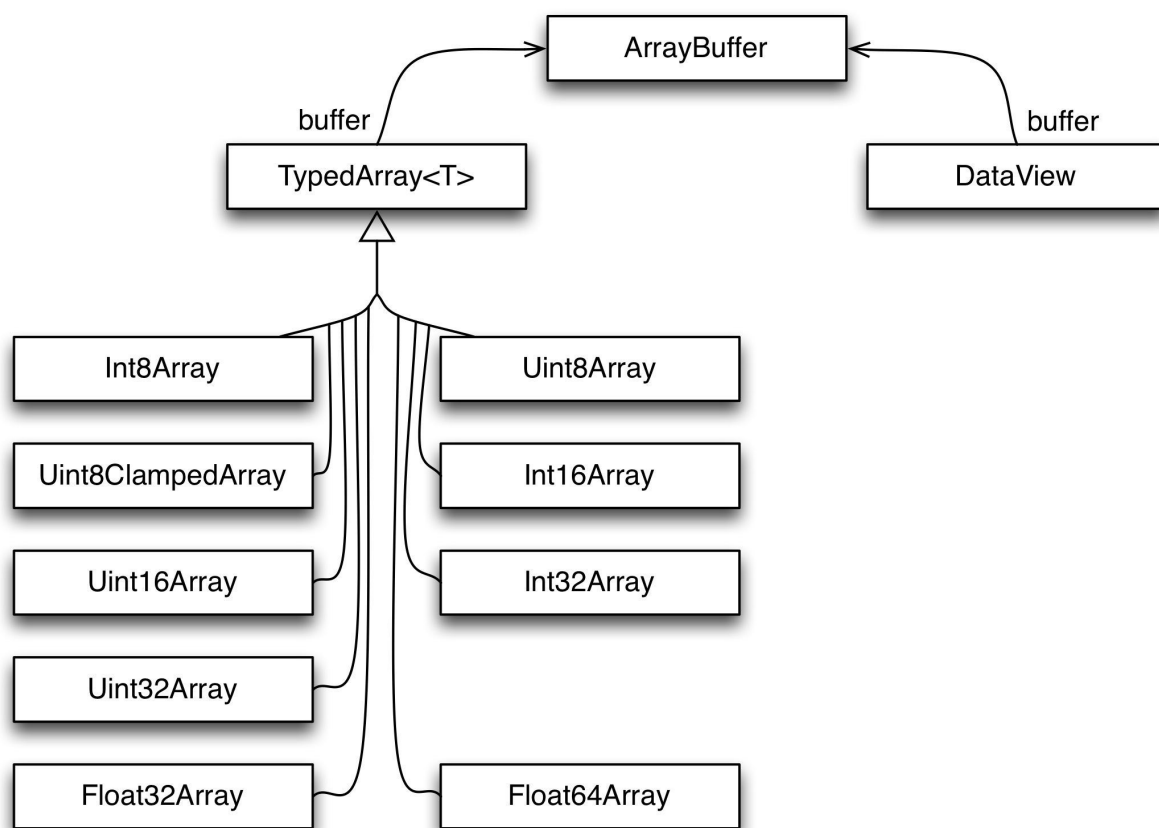 ArrayBuffer
buffer
buffer
TypedArray<T>
DataView
Int8Array
Uint8Array
Uint8ClampedArray
Int16Array
Uint16Array
Int32Array
Uint32Array
Float32Array
Float64Array